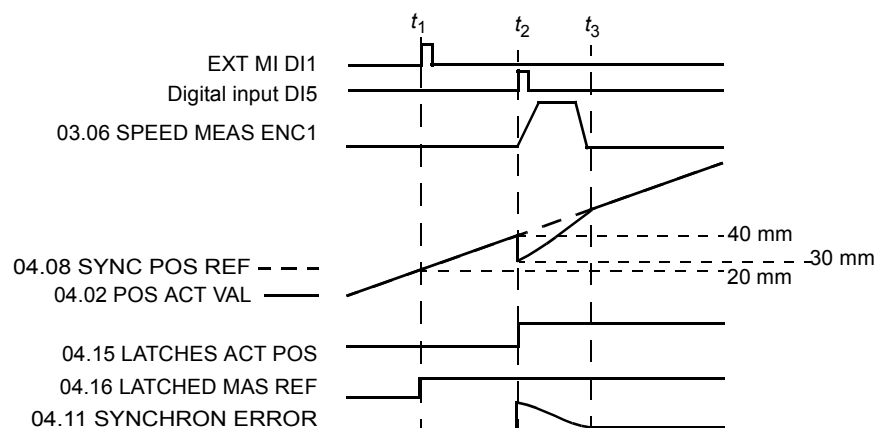 t1 t2 t3
EXT MI DI1
Digital input DI5
03.06 SPEED MEAS ENC1
40 mm
30 mm
04.08 SYNC POS REF
20 mm
04.02 POS ACT VAL
04.15 LATCHES ACT POS
04.16 LATCHED MAS REF
04.11 SYNCHRON ERROR